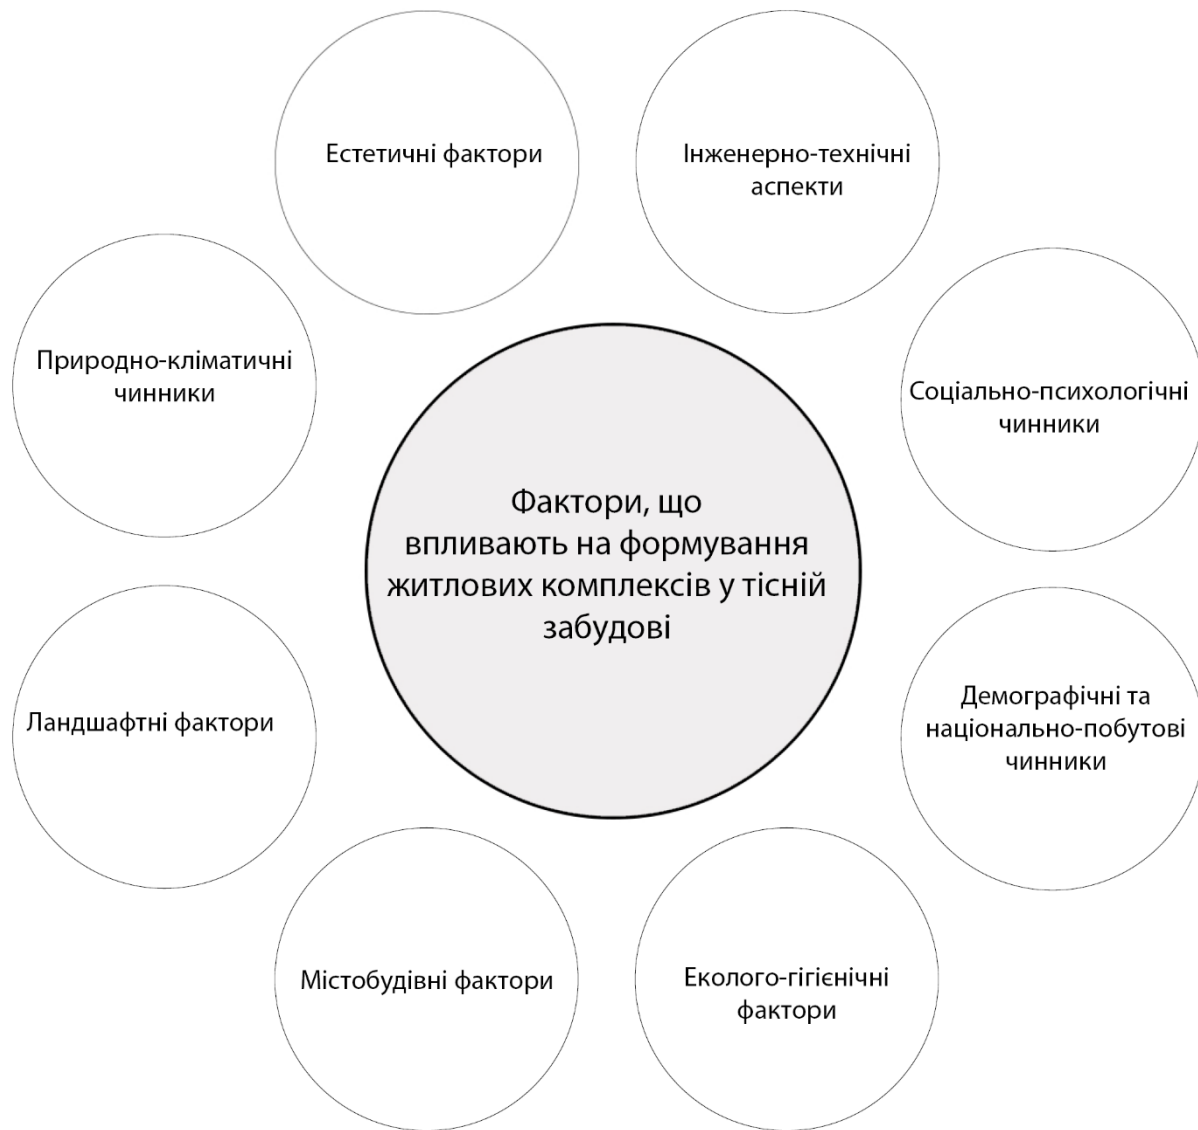 Естетичні фактори
Інженерно-технічні
аспекти
Природно-кліматичні
чинники
Соціально-психологічні
чинники
Фактори, що
впливають на формування
житлових комплексів у тісній
забудові
Ландшафтні фактори
Демографічні та
національно-побутові
чинники
Містобудівні фактори
Еколого-гігієнічні
фактори